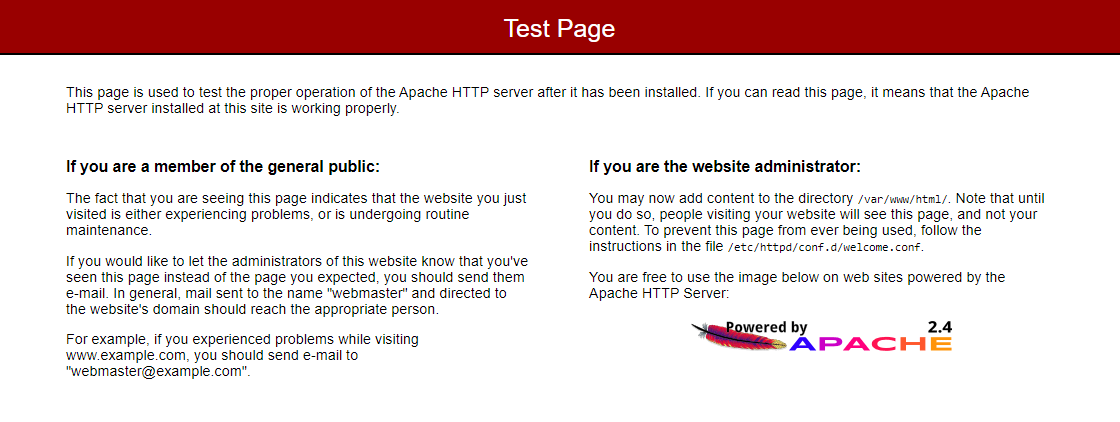 Test Page
This page is used to test the proper operation of the Apache HTTP server after it has been installed. If you can read this page, it means that the Apache
HTTP server installed at this site is working properly.
If you are a member of the general public:
The fact that you are seeing this page indicates that the website you just
visited is either experiencing problems, or is undergoing routine
maintenance.
If you would like to let the administrators of this website know that you've
seen this page instead of the page you expected, you should send them
e-mail. In general, mail sent to the name "webmaster" and directed to
the website's domain should reach the appropriate person.
For example, if you experienced problems while visiting
www.example.com, you should send e-mail to
"webmaster@example.com".
If you are the website administrator:
You may now add content to the directory /var/www/html/. Note that until
you do so, people visiting your website will see this page, and not your
content. To prevent this page from ever being used, follow the
instructions in the file /etc/httpd/conf.d/welcome.conf.
You are free to use the image below on web sites powered by the
Apache HTTP Server:
Powered by 2.4
APACHE